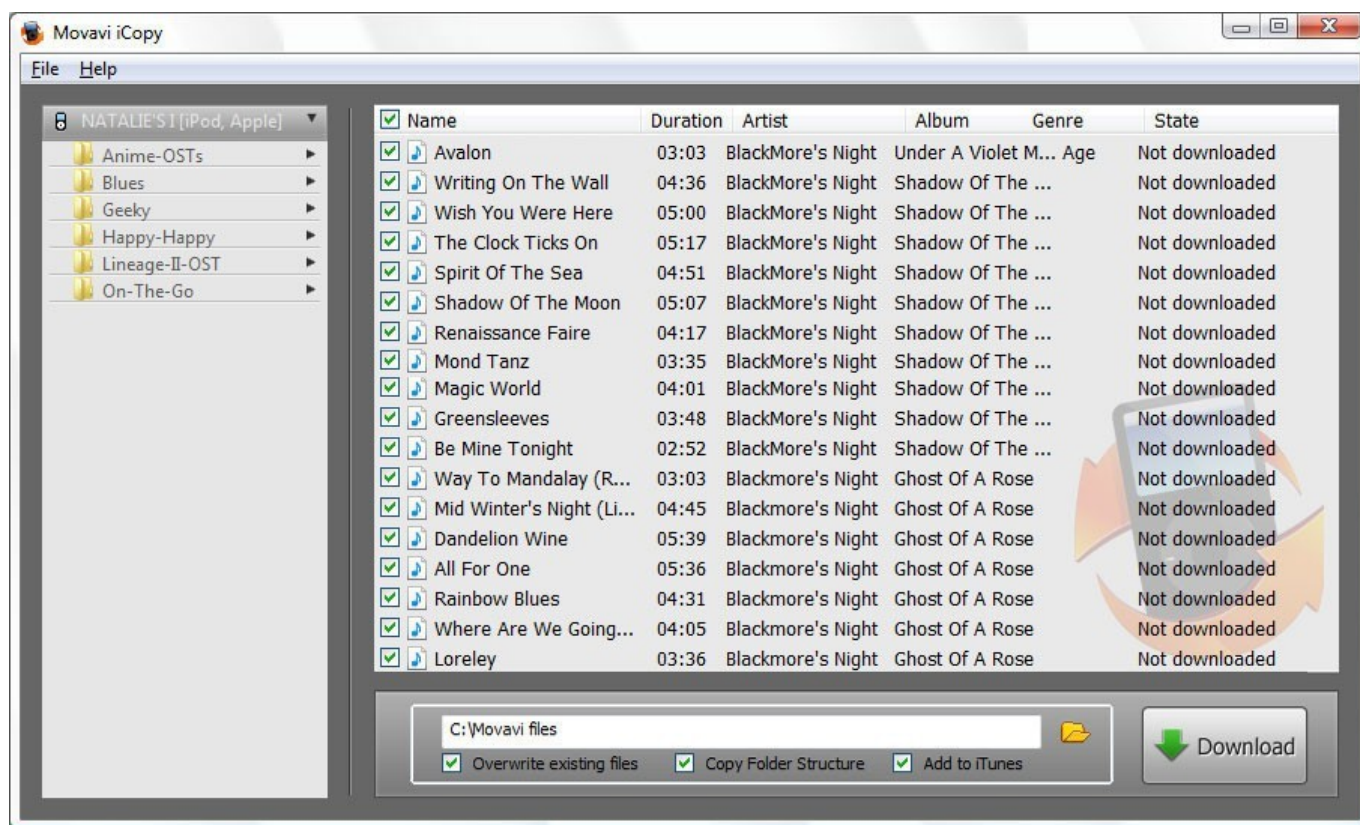 Movavi iCopy
File Help
NATALIE'S I [iPod, Apple]
Anime-OSTs
Blues
Geeky
Happy-Happy
Lineage-II-OST
On-The-Go
Name Duration Artist Album Genre State
Avalon 03:03 BlackMore's Night Under A Violet M... Age Not downloaded
Writing On The Wall 04:36 BlackMore's Night Shadow Of The ... Not downloaded
Wish You Were Here 05:00 BlackMore's Night Shadow Of The ... Not downloaded
The Clock Ticks On 05:17 BlackMore's Night Shadow Of The ... Not downloaded
Spirit Of The Sea 04:51 BlackMore's Night Shadow Of The ... Not downloaded
Shadow Of The Moon 05:07 BlackMore's Night Shadow Of The ... Not downloaded
Renaissance Faire 04:17 BlackMore's Night Shadow Of The ... Not downloaded
Mond Tanz 03:35 BlackMore's Night Shadow Of The ... Not downloaded
Magic World 04:01 BlackMore's Night Shadow Of The ... Not downloaded
Greensleeves 03:48 BlackMore's Night Shadow Of The ... Not downloaded
Be Mine Tonight 02:52 BlackMore's Night Shadow Of The ... Not downloaded
Way To Mandalay (R... 03:03 Blackmore's Night Ghost Of A Rose Not downloaded
Mid Winter's Night (Li... 04:45 Blackmore's Night Ghost Of A Rose Not downloaded
Dandelion Wine 05:39 Blackmore's Night Ghost Of A Rose Not downloaded
All For One 05:36 Blackmore's Night Ghost Of A Rose Not downloaded
Rainbow Blues 04:31 Blackmore's Night Ghost Of A Rose Not downloaded
Where Are We Going... 04:05 Blackmore's Night Ghost Of A Rose Not downloaded
Loreley 03:36 Blackmore's Night Ghost Of A Rose Not downloaded
C:\Movavi files
Overwrite existing files Copy Folder Structure Add to iTunes
Download